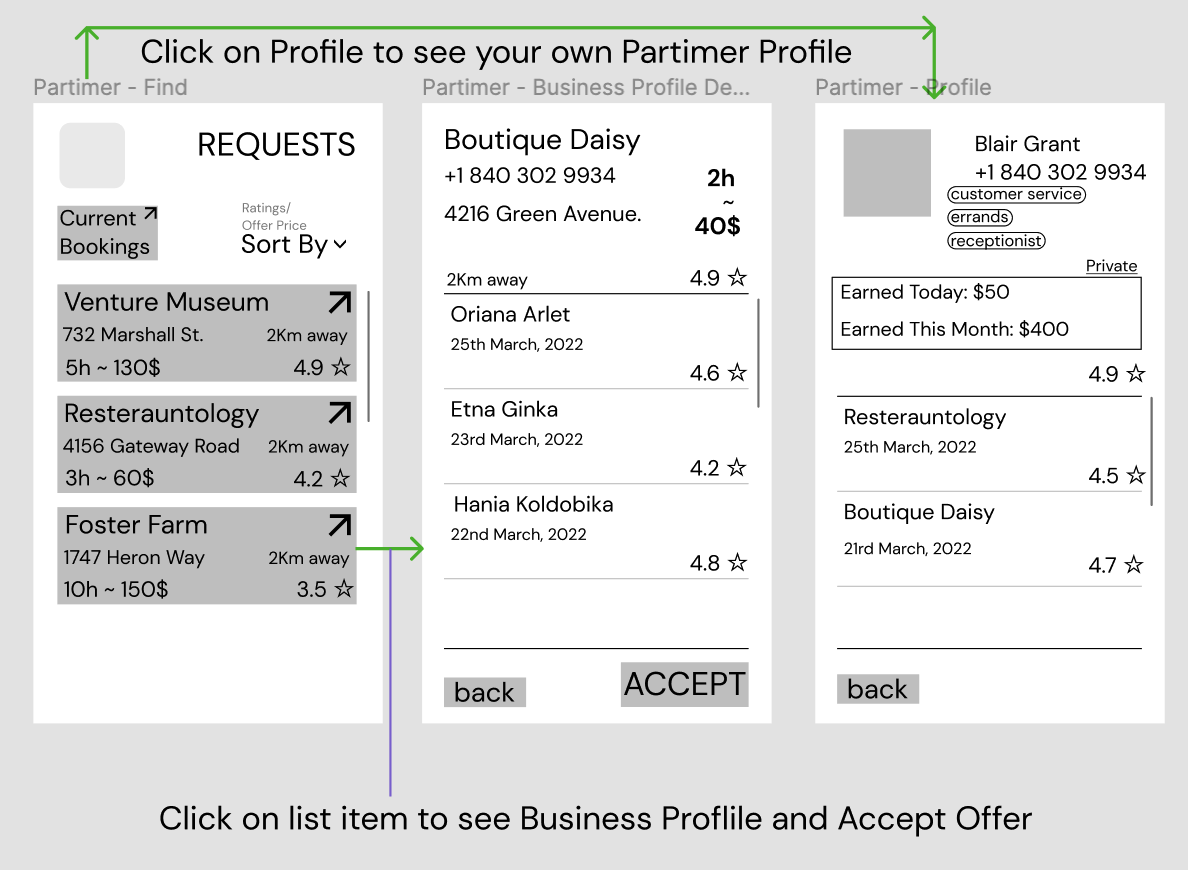 Click on Profile to see your own Partimer Profile
Partimer - Find
REQUESTS
Current
Bookings
Ratings/
Offer Price
Sort By
Venture Museum
732 Marshall St. 2Km away
5h ~ 130$ 4.9 ☆
Resterauntology
4156 Gateway Road 2Km away
3h ~ 60$ 4.2 ☆
Foster Farm
1747 Heron Way 2Km away
10h ~ 150$ 3.5 ☆
Partimer - Business Profile De...
Boutique Daisy
+1 840 302 9934
4216 Green Avenue.
2h
~
40$
2Km away 4.9 ☆
Oriana Arlet
25th March, 2022
4.6 ☆
Etna Ginka
23rd March, 2022
4.2 ☆
Hania Koldobika
22nd March, 2022
4.8 ☆
back ACCEPT
Partimer - Profile
Blair Grant
+1 840 302 9934
customer service
errands
receptionist
Private
Earned Today: $50
Earned This Month: $400
4.9 ☆
Resterauntology
25th March, 2022
4.5 ☆
Boutique Daisy
21rd March, 2022
4.7 ☆
back
Click on list item to see Business Proflile and Accept Offer